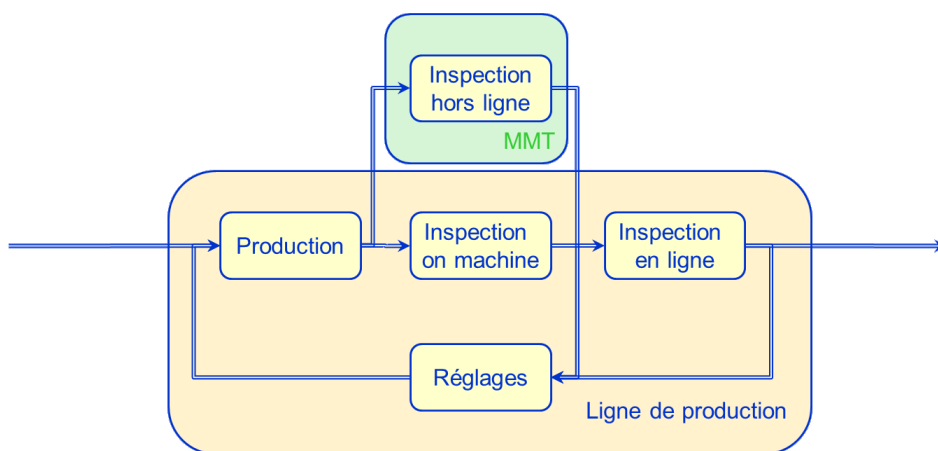 Inspection
hors ligne
MMT
Production
Inspection
on machine
Inspection
en ligne
Réglages
Ligne de production